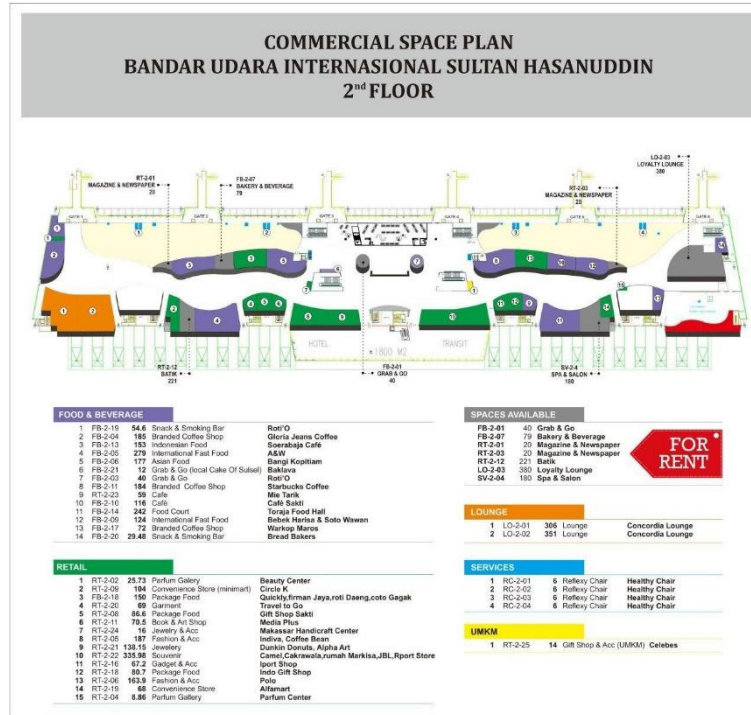 COMMERCIAL SPACE PLAN
BANDAR UDARA INTERNASIONAL SULTAN HASANUDDIN
2nd FLOOR
LO-2-03
LOYALTY LOUNGE
380
RT-2-01
MAGAZINE & NEWSPAPER
20
FB-2-07
BAKERY & BEVERAGE
79
RT-2-03
MAGAZINE & NEWSPAPER
20
HOTEL
TRANSIT
±1800 M2
RT-2-12
BATIK
221
FB-2-01
GRAB & GO
40
SV-2-4
SPA & SALON
180
FOOD & BEVERAGE
1 FB-2-19 54.6 Snack & Smoking Bar Roti'O
2 FB-2-04 185 Branded Coffee Shop Gloria Jeans Coffee
3 FB-2-13 153 Indonesian Food Soerabaja Café
4 FB-2-05 279 International Fast Food A&W
5 FB-2-06 177 Asian Food Bangi Kopitiam
6 FB-2-21 12 Grab & Go (local Cake Of Sulsel) Baklava
7 FB-2-03 40 Grab & Go Roti'O
8 FB-2-11 184 Branded Coffee Shop Starbucks Coffee
9 RT-2-23 59 Cafe Mie Tarik
10 FB-2-10 116 Café Café Sakti
11 FB-2-14 242 Food Court Toraja Food Hall
12 FB-2-09 124 International Fast Food Bebek Harisa & Soto Wawan
13 FB-2-17 72 Branded Coffee Shop Warkop Maros
14 FB-2-20 29.48 Snack & Smoking Bar Bread Bakers
RETAIL
1 RT-2-02 25.73 Parfum Galery Beauty Center
2 RT-2-09 104 Convenience Store (minimart) Circle K
3 FB-2-18 150 Package Food Quickly,firman Jaya,roti Daeng,coto Gagak
4 RT-2-20 69 Garment Travel to Go
5 RT-2-08 86.6 Package Food Gift Shop Sakti
6 RT-2-11 70.5 Book & Art Shop Media Plus
7 RT-2-24 16 Jewelry & Acc Makassar Handicraft Center
8 RT-2-05 187 Fashion & Acc Indiva, Coffee Bean
9 RT-2-21 138.15 Jewelery Dunkin Donuts, Alpha Art
10 RT-2-22 335.98 Souvenir Camel,Cakrawala,rumah Markisa,JBL,Rport Store
11 RT-2-16 67.2 Gadget & Acc Iport Shop
12 RT-2-18 80.7 Package Food Indo Gift Shop
13 RT-2-06 163.9 Fashion & Acc Polo
14 RT-2-19 68 Convenience Store Alfamart
15 RT-2-04 8.86 Parfum Gallery Parfum Center
SPACES AVAILABLE
FB-2-01 40 Grab & Go
FB-2-07 79 Bakery & Beverage
RT-2-01 20 Magazine & Newspaper
RT-2-03 20 Magazine & Newspaper
RT-2-12 221 Batik
LO-2-03 380 Loyalty Lounge
SV-2-04 180 Spa & Salon
FOR
RENT
LOUNGE
1 LO-2-01 306 Lounge Concordia Lounge
2 LO-2-02 351 Lounge Concordia Lounge
SERVICES
1 RC-2-01 6 Reflexy Chair Healthy Chair
2 RC-2-02 6 Reflexy Chair Healthy Chair
3 RC-2-03 6 Reflexy Chair Healthy Chair
4 RC-2-04 6 Reflexy Chair Healthy Chair
UMKM
1 RT-2-25 14 Gift Shop & Acc (UMKM) Celebes